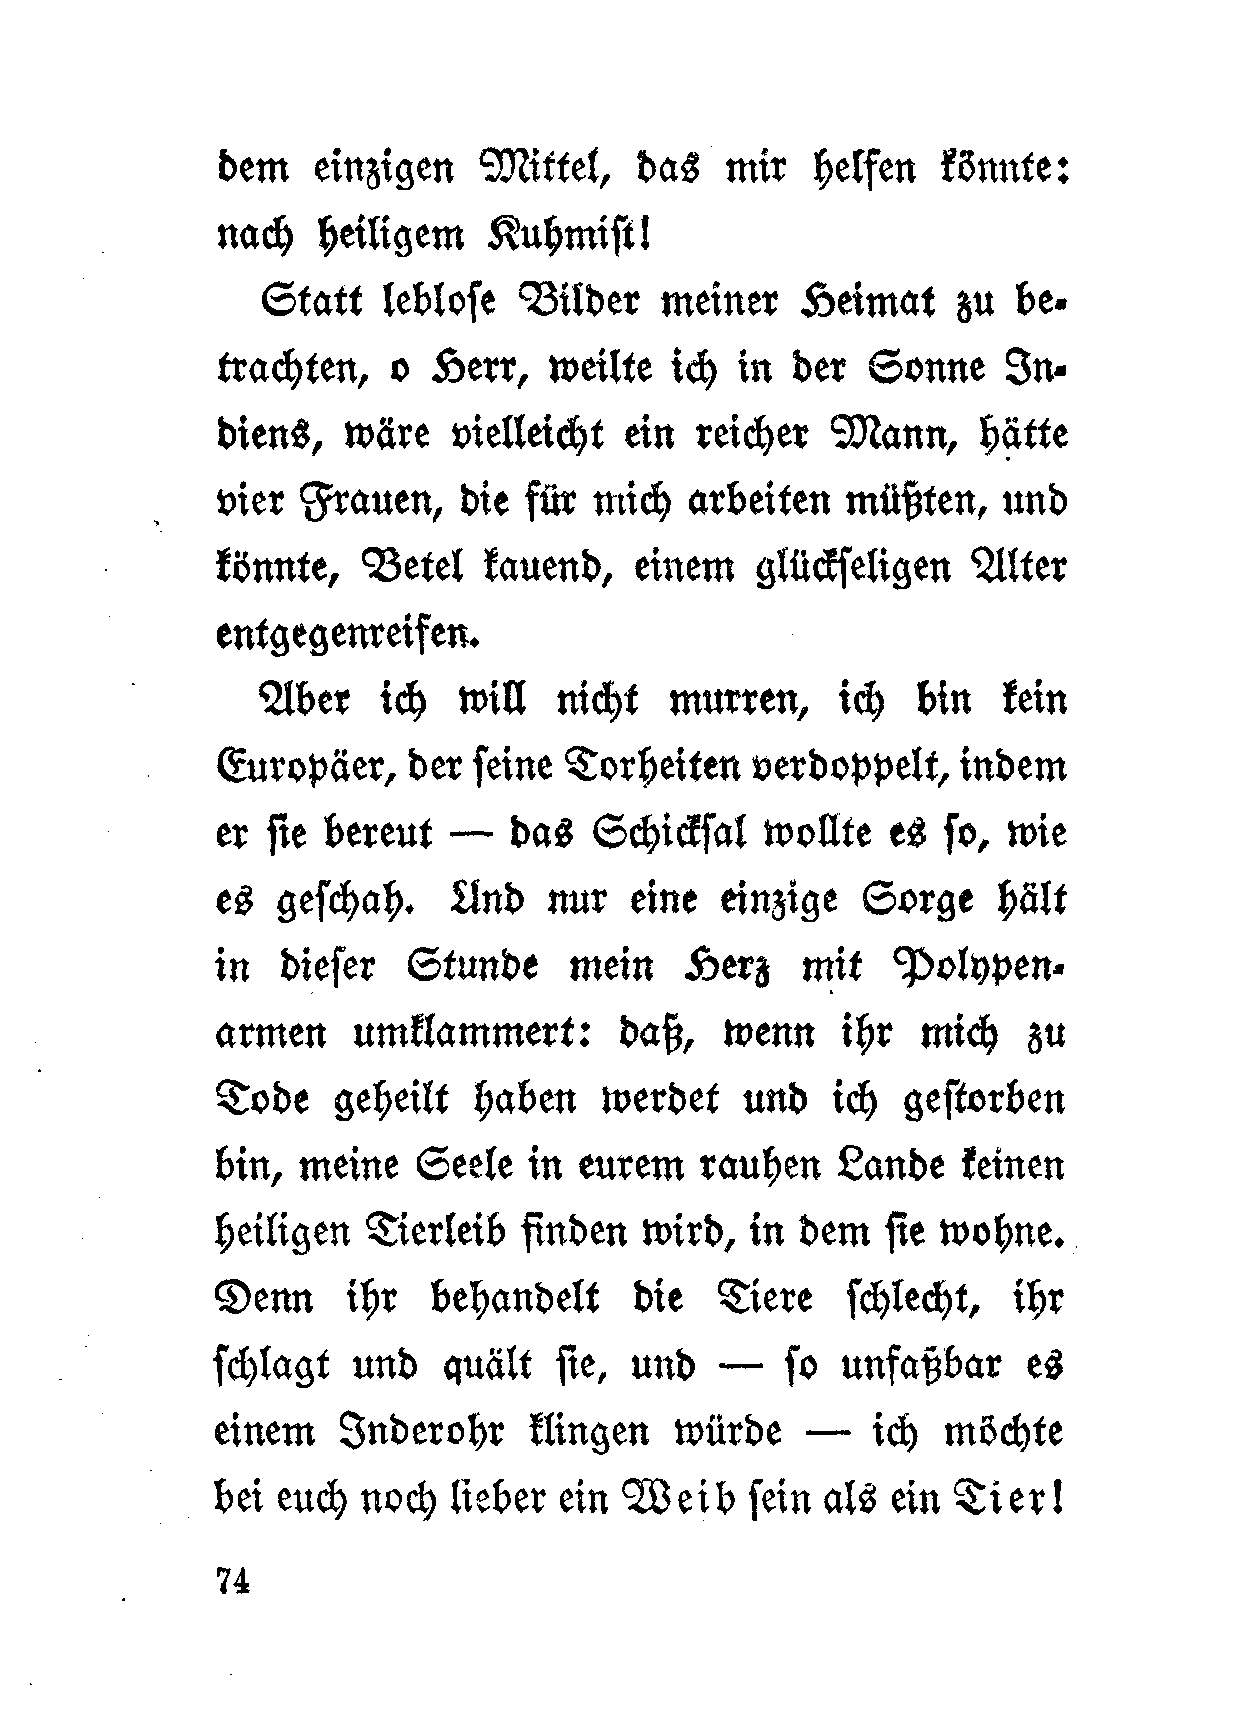 dem einzigen Mittel, das mir helfen könnte:
nach heiligem Kuhmist!
Statt leblose Bilder meiner Heimat zu be-
trachten, o Herr, weilte ich in der Sonne In-
diens, wäre vielleicht ein reicher Mann, hätte
vier Frauen, die für mich arbeiten müßten, und
könnte, Betel kauend, einem glückseligen Alter
entgegenreifen.
Aber ich will nicht murren, ich bin kein
Europäer, der seine Torheiten verdoppelt, indem
er sie bereut — das Schicksal wollte es so, wie
es geschah. Und nur eine einzige Sorge hält
in dieser Stunde mein Herz mit Polypen-
armen umklammert: daß, wenn ihr mich zu
Tode geheilt haben werdet und ich gestorben
bin, meine Seele in eurem rauhen Lande keinen
heiligen Tierleib finden wird, in dem sie wohne.
Denn ihr behandelt die Tiere schlecht, ihr
schlagt und quält sie, und — so unfaßbar es
einem Inderohr klingen würde — ich möchte
bei euch noch lieber ein Weib sein als ein Tier!
74